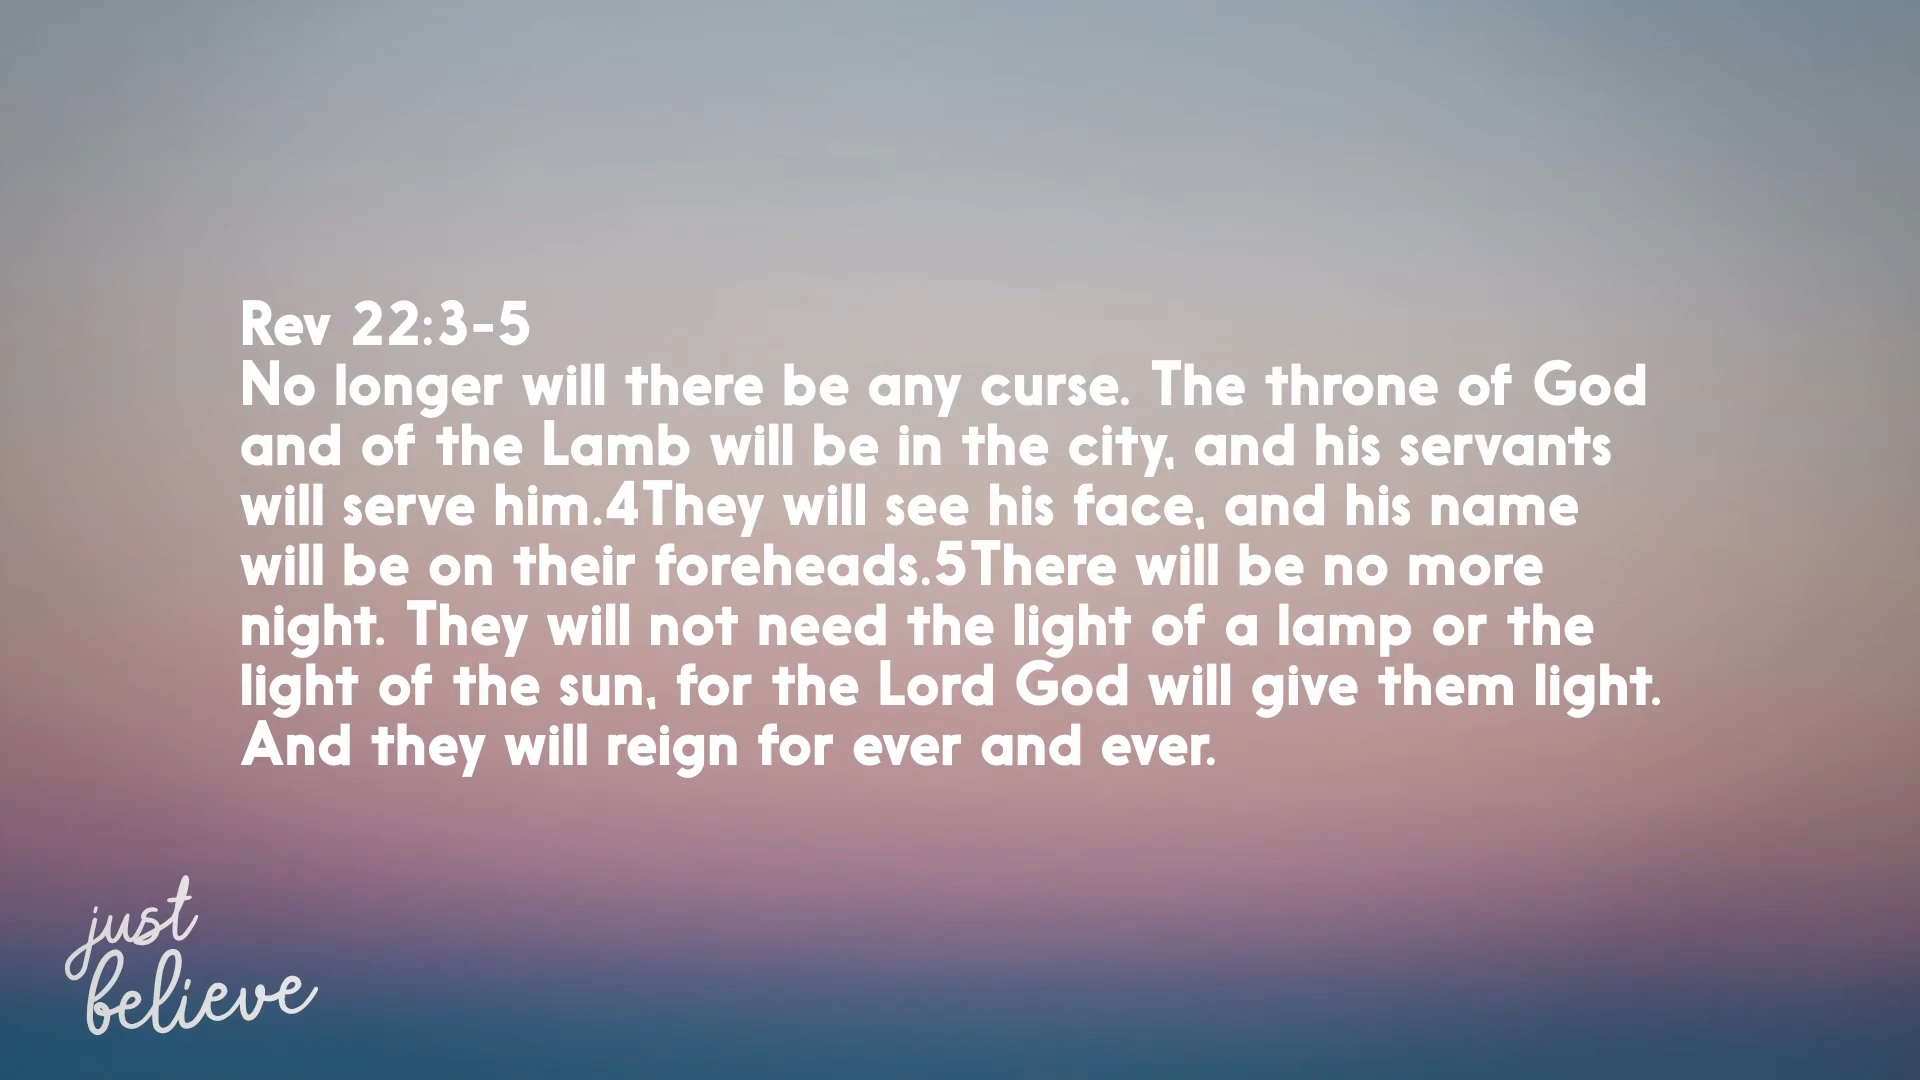 Rev 22:3-5
No longer will there be any curse. The throne of God
and of the Lamb will be in the city, and his servants
will serve him.4They will see his face, and his name
will be on their foreheads.5There will be no more
night. They will not need the light of a lamp or the
light of the sun, for the Lord God will give them light.
And they will reign for ever and ever.
just
believe